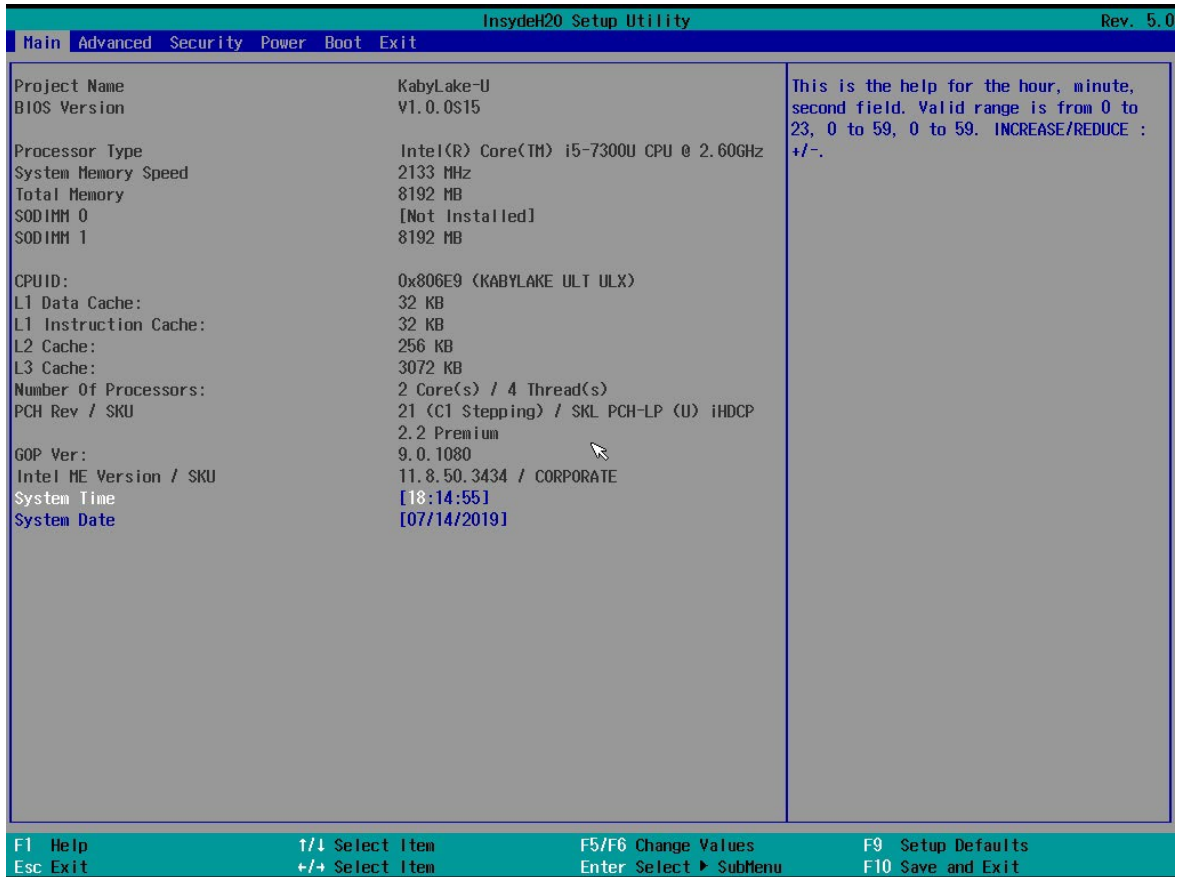 InsydeH2O Setup Utility Rev. 5.0
Main Advanced Security Power Boot Exit
Project Name KabyLake-U
BIOS Version V1.0.0S15
Processor Type Intel(R) Core(TM) i5-7300U CPU @ 2.60GHz
System Memory Speed 2133 MHz
Total Memory 8192 MB
SODIMM 0 [Not Installed]
SODIMM 1 8192 MB
CPUID: 0x806E9 (KABYLAKE ULT ULX)
L1 Data Cache: 32 KB
L1 Instruction Cache: 32 KB
L2 Cache: 256 KB
L3 Cache: 3072 KB
Number Of Processors: 2 Core(s) / 4 Thread(s)
PCH Rev / SKU 21 (C1 Stepping) / SKL PCH-LP (U) iHDCP
2.2 Premium
GOP Ver: 9.0.1080
Intel ME Version / SKU 11.8.50.3434 / CORPORATE
System Time [18:14:55]
System Date [07/14/2019]
This is the help for the hour, minute,
second field. Valid range is from 0 to
23, 0 to 59, 0 to 59. INCREASE/REDUCE :
+/-.
F1 Help ↑/↓ Select Item F5/F6 Change Values F9 Setup Defaults
Esc Exit ←/→ Select Item Enter Select ▶ SubMenu F10 Save and Exit